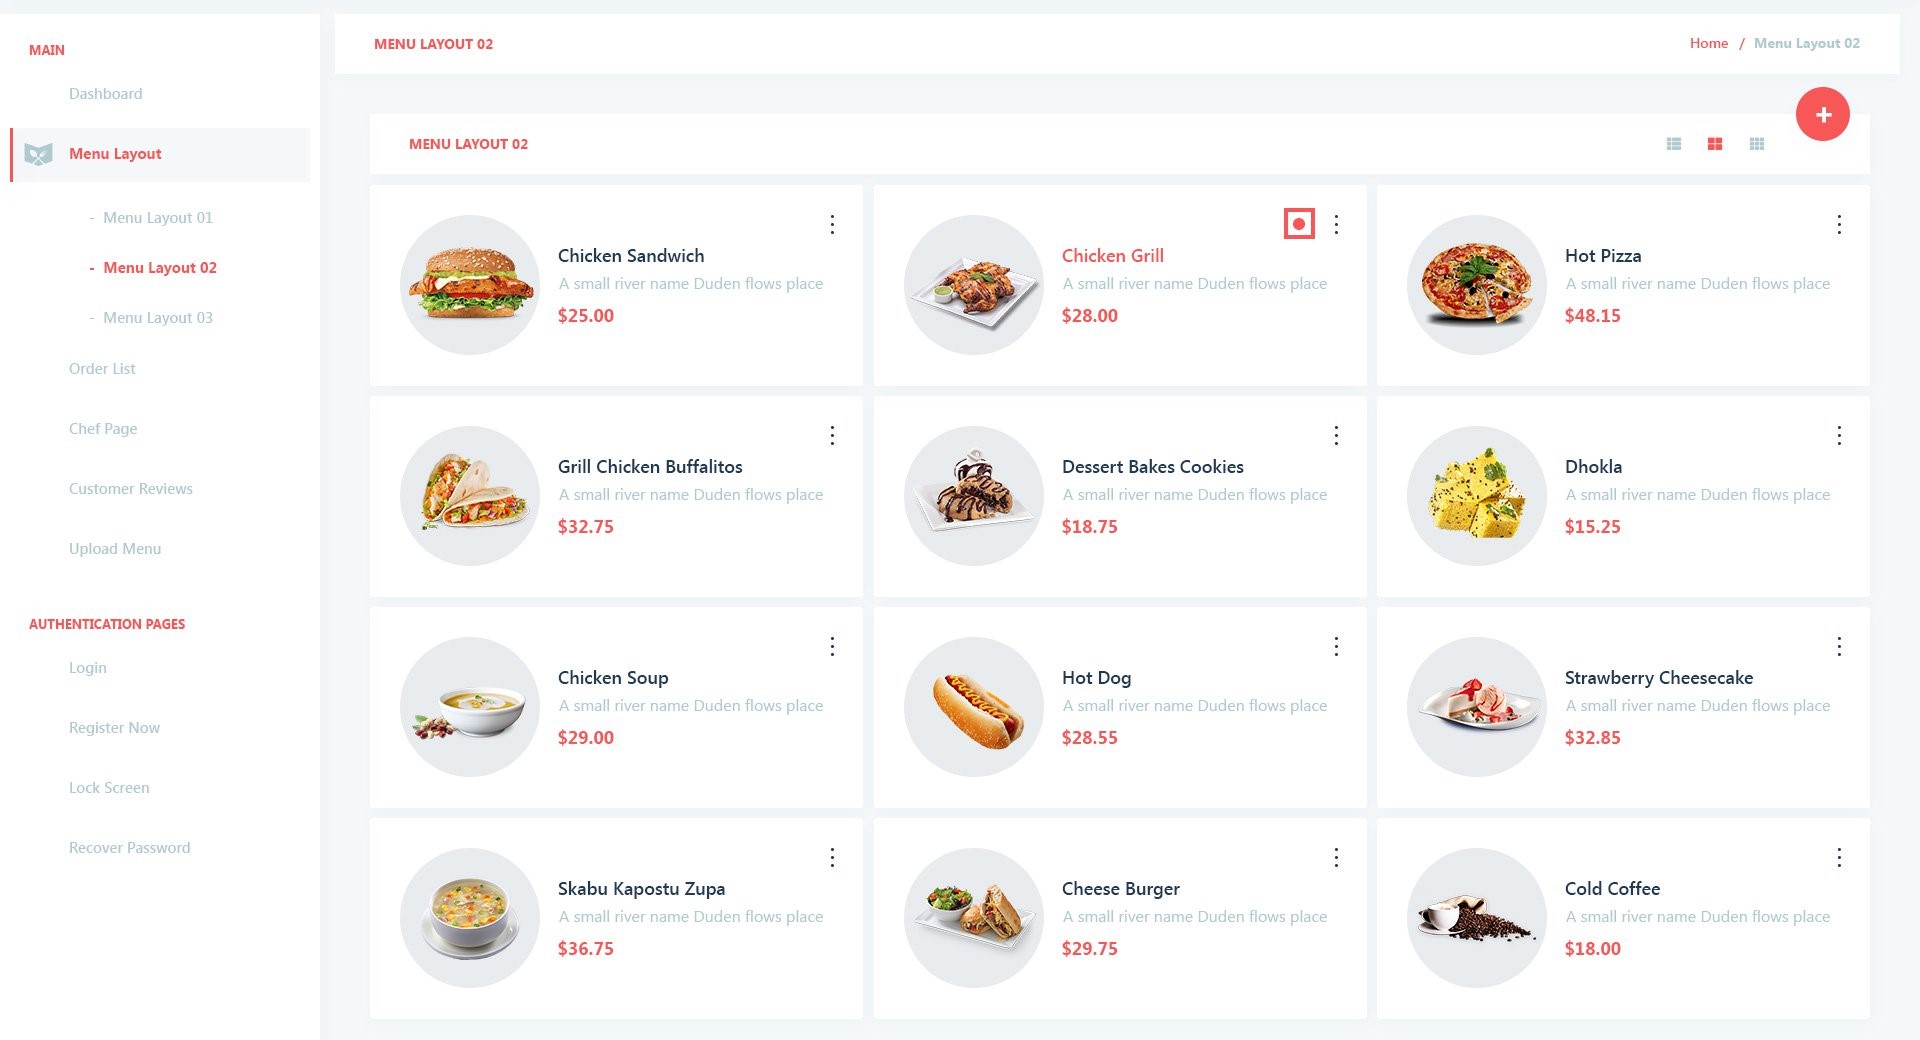 MAIN
Dashboard
Menu Layout
- Menu Layout 01
- Menu Layout 02
- Menu Layout 03
Order List
Chef Page
Customer Reviews
Upload Menu
AUTHENTICATION PAGES
Login
Register Now
Lock Screen
Recover Password
MENU LAYOUT 02
Home / Menu Layout 02
MENU LAYOUT 02
+
Chicken Sandwich
A small river name Duden flows place
$25.00
Chicken Grill
A small river name Duden flows place
$28.00
Hot Pizza
A small river name Duden flows place
$48.15
Grill Chicken Buffalitos
A small river name Duden flows place
$32.75
Dessert Bakes Cookies
A small river name Duden flows place
$18.75
Dhokla
A small river name Duden flows place
$15.25
Chicken Soup
A small river name Duden flows place
$29.00
Hot Dog
A small river name Duden flows place
$28.55
Strawberry Cheesecake
A small river name Duden flows place
$32.85
Skabu Kapostu Zupa
A small river name Duden flows place
$36.75
Cheese Burger
A small river name Duden flows place
$29.75
Cold Coffee
A small river name Duden flows place
$18.00